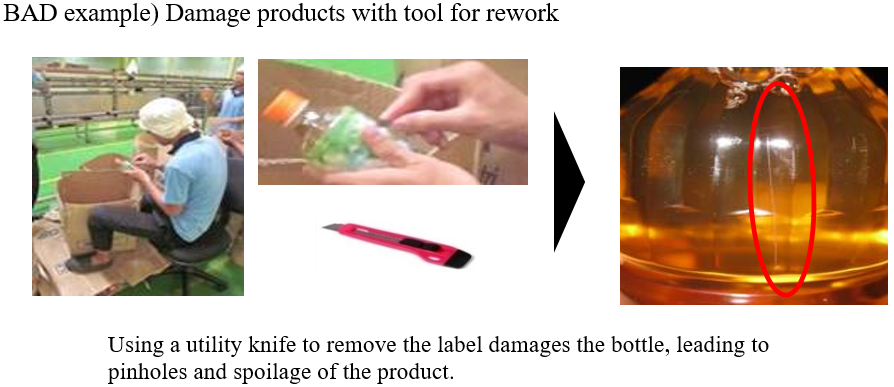 BAD example) Damage products with tool for rework
Using a utility knife to remove the label damages the bottle, leading to
pinholes and spoilage of the product.